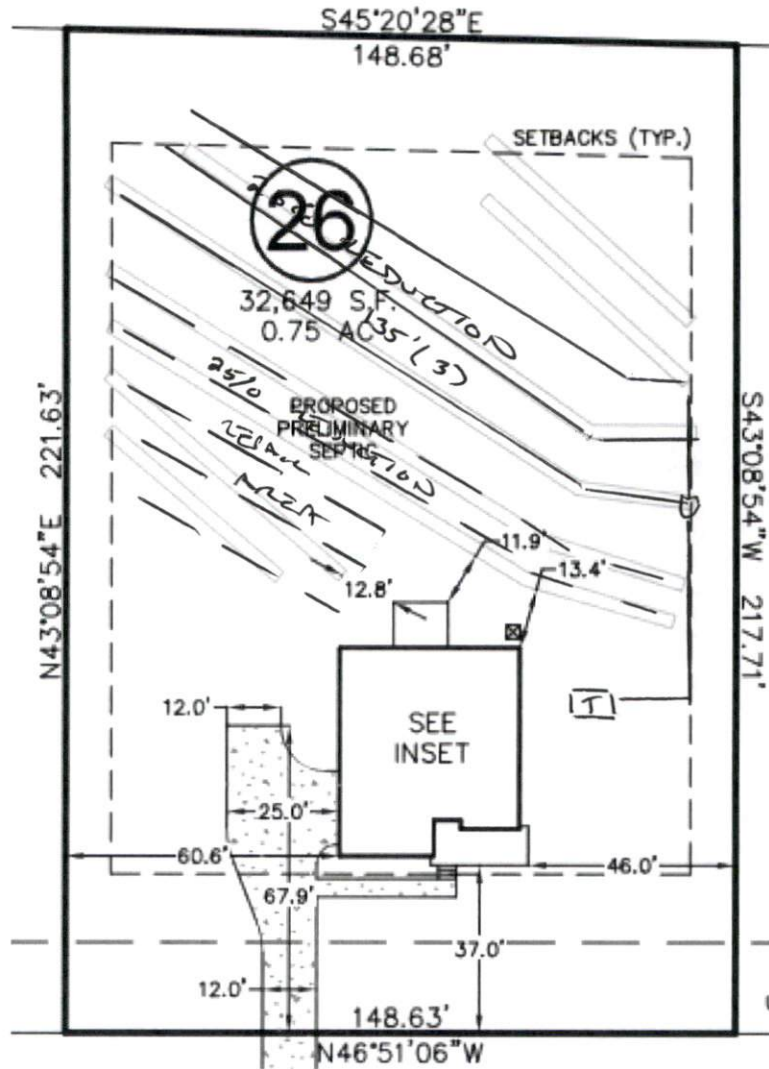 S45°20'28"E
148.68'
SETBACKS (TYP.)
26
25% REDUCTION
135' (3)
32,649 S.F.
0.75 AC
25% REDUCTION
PROPOSED
PRELIMINARY
SEPTIC
REPAIR
AREA
N43°08'54"E 221.63'
S43°08'54"W 217.71'
11.9'
13.4'
12.8'
12.0'
T
SEE
INSET
25.0'
60.6'
46.0'
67.9'
37.0'
12.0'
148.63'
N46°51'06"W